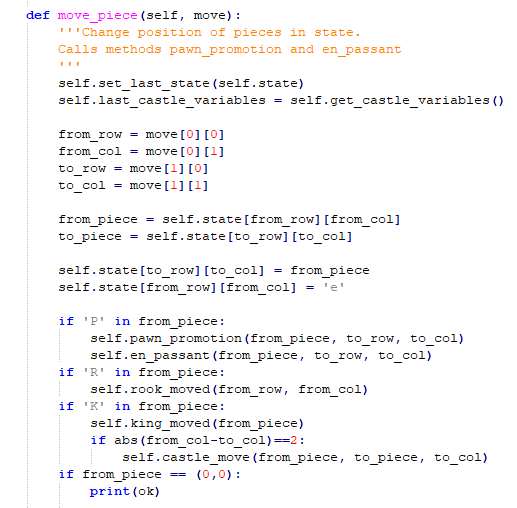 def move_piece(self, move):
    '''Change position of pieces in state.
    Calls methods pawn_promotion and en_passant
    '''
    self.set_last_state(self.state)
    self.last_castle_variables = self.get_castle_variables()

    from_row = move[0][0]
    from_col = move[0][1]
    to_row = move[1][0]
    to_col = move[1][1]

    from_piece = self.state[from_row][from_col]
    to_piece = self.state[to_row][to_col]

    self.state[to_row][to_col] = from_piece
    self.state[from_row][from_col] = 'e'

    if 'P' in from_piece:
        self.pawn_promotion(from_piece, to_row, to_col)
        self.en_passant(from_piece, to_row, to_col)
    if 'R' in from_piece:
        self.rook_moved(from_row, from_col)
    if 'K' in from_piece:
        self.king_moved(from_piece)
        if abs(from_col-to_col)==2:
            self.castle_move(from_piece, to_piece, to_col)
    if from_piece == (0,0):
        print(ok)